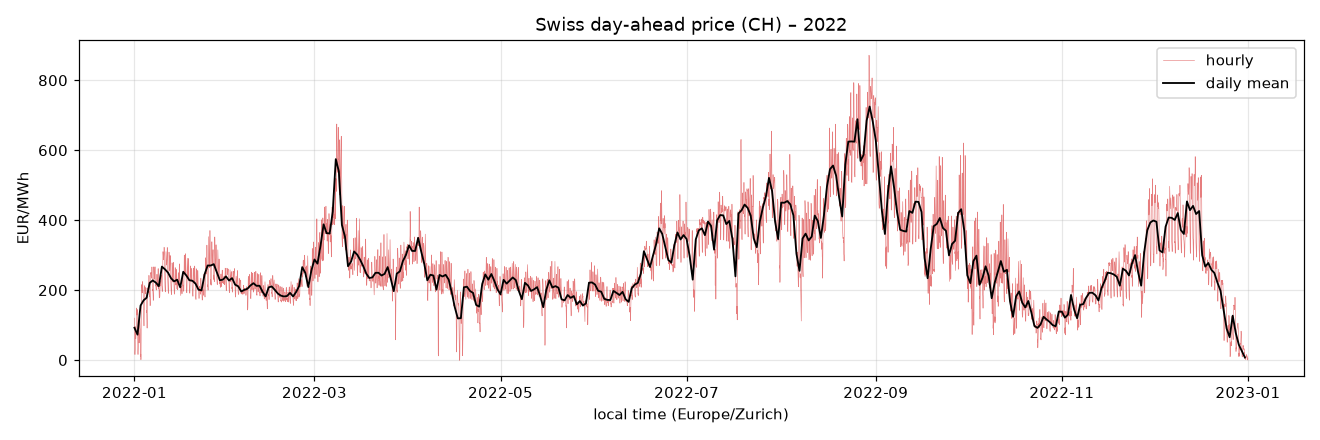 Swiss day-ahead price (CH) – 2022
hourly
daily mean
EUR/MWh
800
600
400
200
0
2022-01 2022-03 2022-05 2022-07 2022-09 2022-11 2023-01
local time (Europe/Zurich)